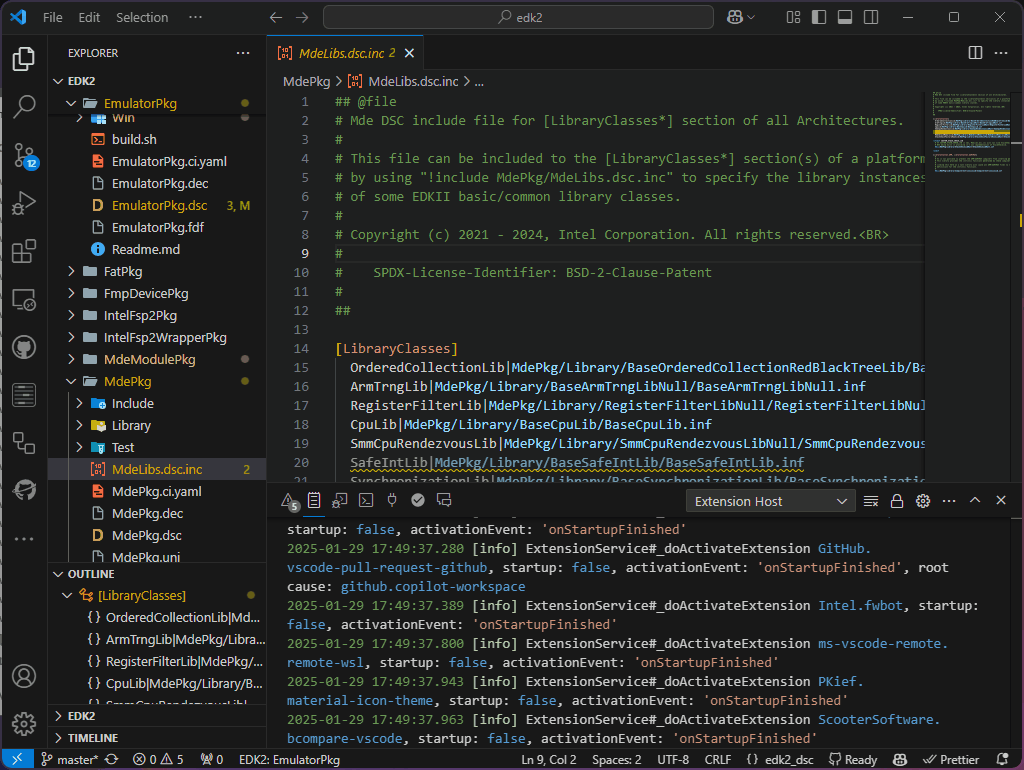 File Edit Selection ··· edk2
EXPLORER ···
EDK2
EmulatorPkg
Win
build.sh
EmulatorPkg.ci.yaml
EmulatorPkg.dec
EmulatorPkg.dsc 3, M
EmulatorPkg.fdf
Readme.md
FatPkg
FmpDevicePkg
IntelFsp2Pkg
IntelFsp2WrapperPkg
MdeModulePkg
MdePkg
Include
Library
Test
MdeLibs.dsc.inc 2
MdePkg.ci.yaml
MdePkg.dec
MdePkg.dsc
MdePkg.uni
OUTLINE
[LibraryClasses]
{} OrderedCollectionLib|Md...
{} ArmTrngLib|MdePkg/Libra...
{} RegisterFilterLib|MdePkg/...
{} CpuLib|MdePkg/Library/B...
{} SmmCpuRendezvousLib|
EDK2
TIMELINE
12
MdeLibs.dsc.inc 2
MdePkg > MdeLibs.dsc.inc > ...
1 ## @file
2 # Mde DSC include file for [LibraryClasses*] section of all Architectures.
3 #
4 # This file can be included to the [LibraryClasses*] section(s) of a platform
5 # by using "!include MdePkg/MdeLibs.dsc.inc" to specify the library instances
6 # of some EDKII basic/common library classes.
7 #
8 # Copyright (c) 2021 - 2024, Intel Corporation. All rights reserved.<BR>
9 #
10 #    SPDX-License-Identifier: BSD-2-Clause-Patent
11 #
12 ##
13
14 [LibraryClasses]
15 OrderedCollectionLib|MdePkg/Library/BaseOrderedCollectionRedBlackTreeLib/Ba
16 ArmTrngLib|MdePkg/Library/BaseArmTrngLibNull/BaseArmTrngLibNull.inf
17 RegisterFilterLib|MdePkg/Library/RegisterFilterLibNull/RegisterFilterLibNul
18 CpuLib|MdePkg/Library/BaseCpuLib/BaseCpuLib.inf
19 SmmCpuRendezvousLib|MdePkg/Library/SmmCpuRendezvousLibNull/SmmCpuRendezvous
20 SafeIntLib|MdePkg/Library/BaseSafeIntLib/BaseSafeIntLib.inf
21 SynchronizationLib|MdePkg/Library/BaseSynchronizationLib/BaseSynchronizatio
5 Extension Host ···
startup: false, activationEvent: 'onStartupFinished'
2025-01-29 17:49:37.280 [info] ExtensionService#_doActivateExtension GitHub.
vscode-pull-request-github, startup: false, activationEvent: 'onStartupFinished', root
cause: github.copilot-workspace
2025-01-29 17:49:37.389 [info] ExtensionService#_doActivateExtension Intel.fwbot, startup:
false, activationEvent: 'onStartupFinished'
2025-01-29 17:49:37.800 [info] ExtensionService#_doActivateExtension ms-vscode-remote.
remote-wsl, startup: false, activationEvent: 'onStartupFinished'
2025-01-29 17:49:37.943 [info] ExtensionService#_doActivateExtension PKief.
material-icon-theme, startup: false, activationEvent: 'onStartupFinished'
2025-01-29 17:49:37.963 [info] ExtensionService#_doActivateExtension ScooterSoftware.
bcompare-vscode, startup: false, activationEvent: 'onStartupFinished'
master* 0 5 0 EDK2: EmulatorPkg Ln 9, Col 2 Spaces: 2 UTF-8 CRLF {} edk2_dsc Ready Prettier